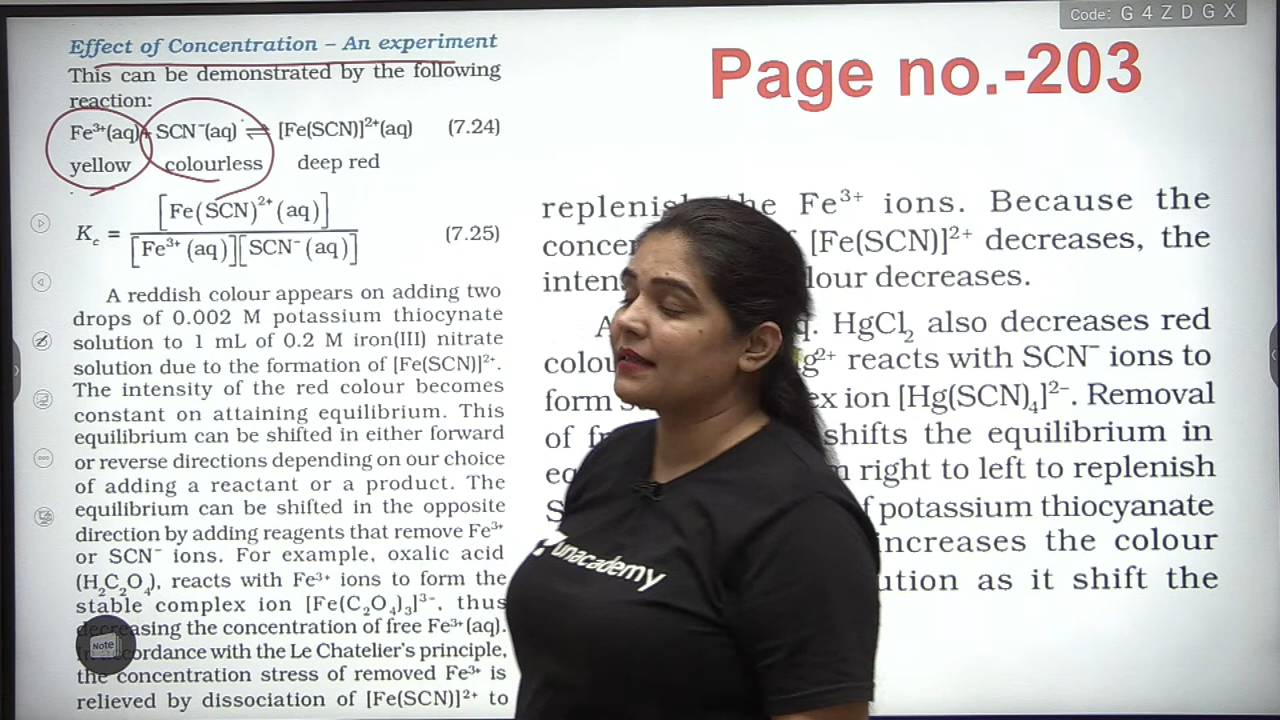 Code: G 4 Z D G X
Effect of Concentration – An experiment
This can be demonstrated by the following
reaction:
Fe³⁺(aq)+ SCN⁻(aq) ⇌ [Fe(SCN)]²⁺(aq) (7.24)
yellow colourless deep red
K_c = [Fe(SCN)²⁺(aq)] / [Fe³⁺(aq)][SCN⁻(aq)] (7.25)
A reddish colour appears on adding two
drops of 0.002 M potassium thiocynate
solution to 1 mL of 0.2 M iron(III) nitrate
solution due to the formation of [Fe(SCN)]²⁺.
The intensity of the red colour becomes
constant on attaining equilibrium. This
equilibrium can be shifted in either forward
or reverse directions depending on our choice
of adding a reactant or a product. The
equilibrium can be shifted in the opposite
direction by adding reagents that remove Fe³⁺
or SCN⁻ ions. For example, oxalic acid
(H₂C₂O₄), reacts with Fe³⁺ ions to form the
stable complex ion [Fe(C₂O₄)₃]³⁻, thus
decreasing the concentration of free Fe³⁺(aq).
accordance with the Le Chatelier's principle,
the concentration stress of removed Fe³⁺ is
relieved by dissociation of [Fe(SCN)]²⁺ to
Note
Page no.-203
replenish the Fe³⁺ ions. Because the
[Fe(SCN)]²⁺ decreases, the
decreases.
HgCl₂ also decreases red
reacts with SCN⁻ ions to
form ion [Hg(SCN)₄]²⁻. Removal
of shifts the equilibrium in
right to left to replenish
potassium thiocyanate
increases the colour
as it shift the
unacademy